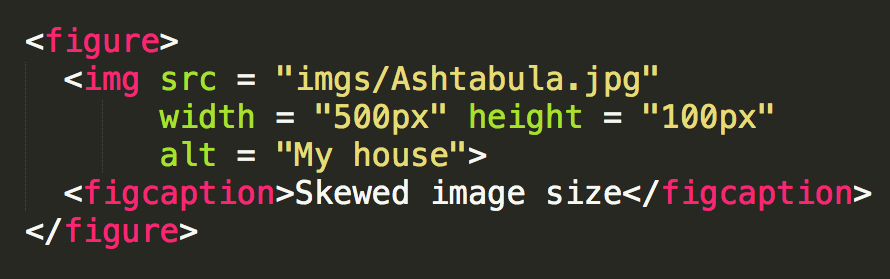 <figure>
<img src = "imgs/Ashtabula.jpg"
width = "500px" height = "100px"
alt = "My house">
<figcaption>Skewed image size</figcaption>
</figure>